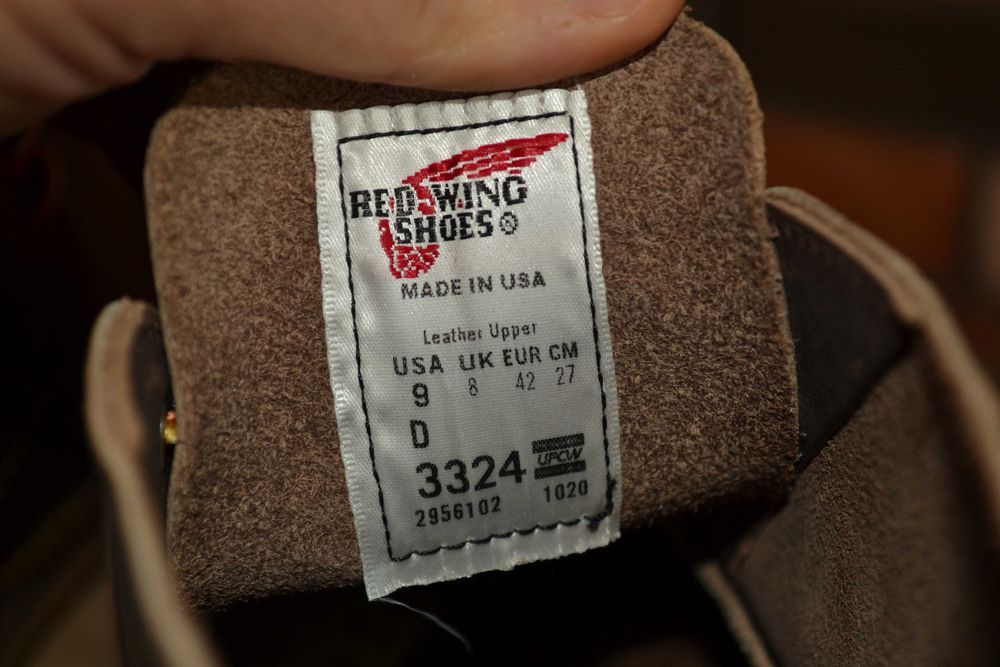 RED WING
SHOES®
MADE IN USA
Leather Upper
USA UK EUR CM
9 8 42 27
D
3324 UFCW
2956102 1020